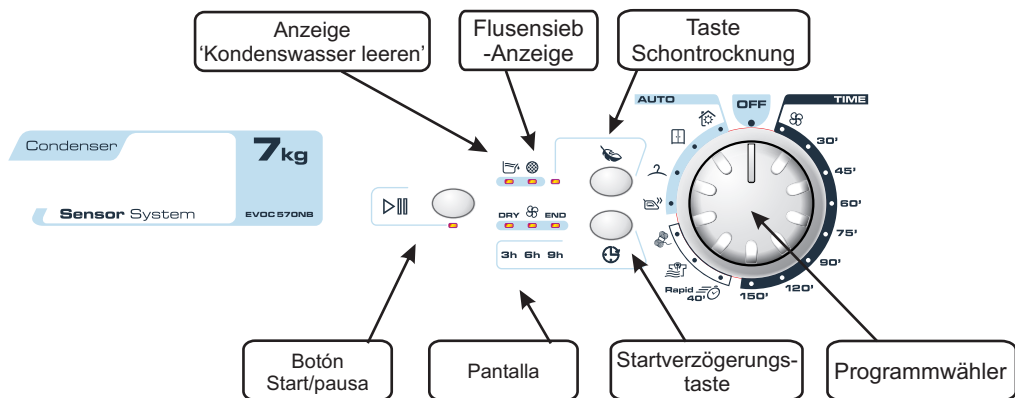 Anzeige
‘Kondenswasser leeren’
Flusensieb
-Anzeige
Taste
Schontrocknung
Condenser
7kg
Sensor System
EVOC 570NB
DRY
END
3h 6h 9h
AUTO
OFF
TIME
30'
45'
60'
75'
90'
120'
150'
Rapid
40'
Botón
Start/pausa
Pantalla
Startverzögerungs-
taste
Programmwähler